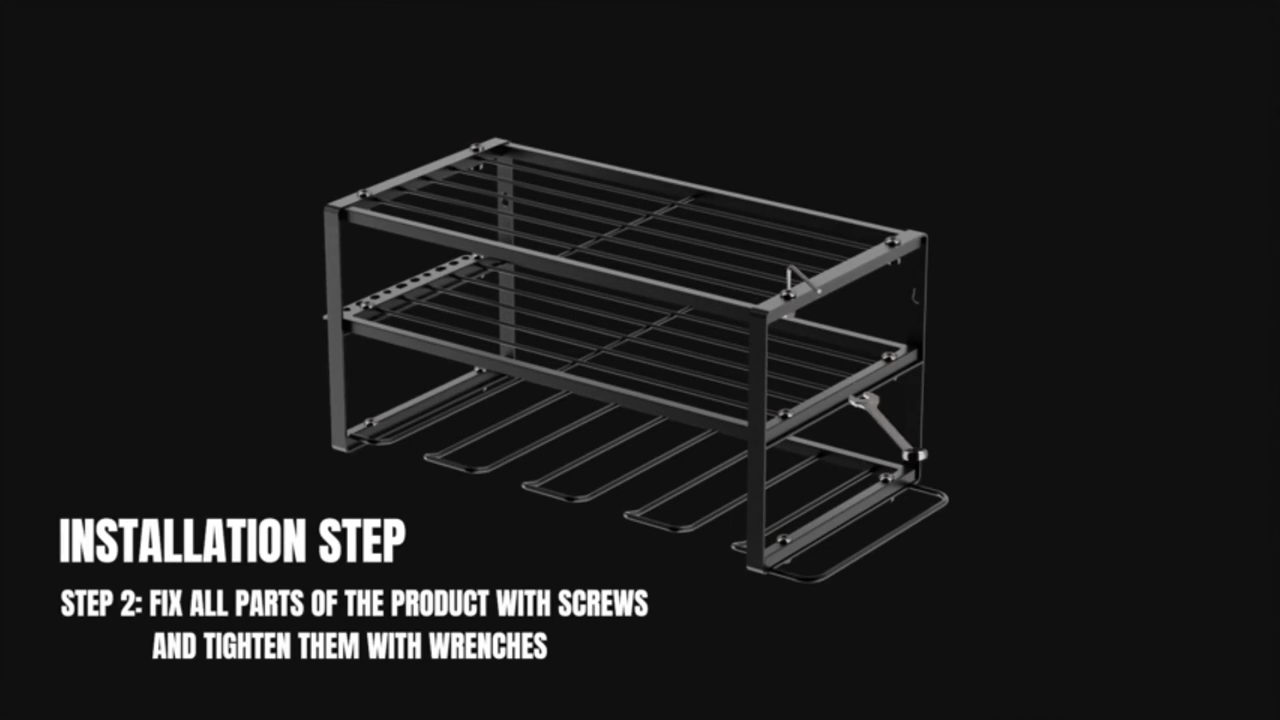 INSTALLATION STEP
STEP 2: FIX ALL PARTS OF THE PRODUCT WITH SCREWS
AND TIGHTEN THEM WITH WRENCHES